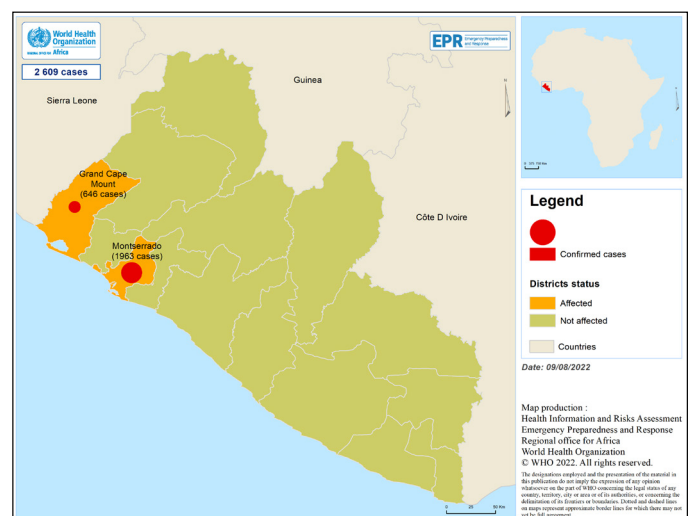 World Health
Organization
Africa
2 609 cases
EPR
Emergency Preparedness
and Response
Guinea
Sierra Leone
N
N
Grand Cape
Mount
(646 cases)
Côte D Ivoire
Montserrado
(1963 cases)
Legend
Confirmed cases
Districts status
Affected
Not affected
Countries
Date: 09/08/2022
Map production :
Health Information and Risks Assessment
Emergency Preparedness and Response
Regional office for Africa
World Health Organization
© WHO 2022. All rights reserved.
The designations employed and the presentation of the material in
this publication do not imply the expression of any opinion
whatsoever on the part of WHO concerning the legal status of any
country, territory, city or area or of its authorities, or concerning the
delimitation of its frontiers or boundaries. Dotted and dashed lines
on maps represent approximate border lines for which there may not
yet be full agreement.
0 25 50 Km